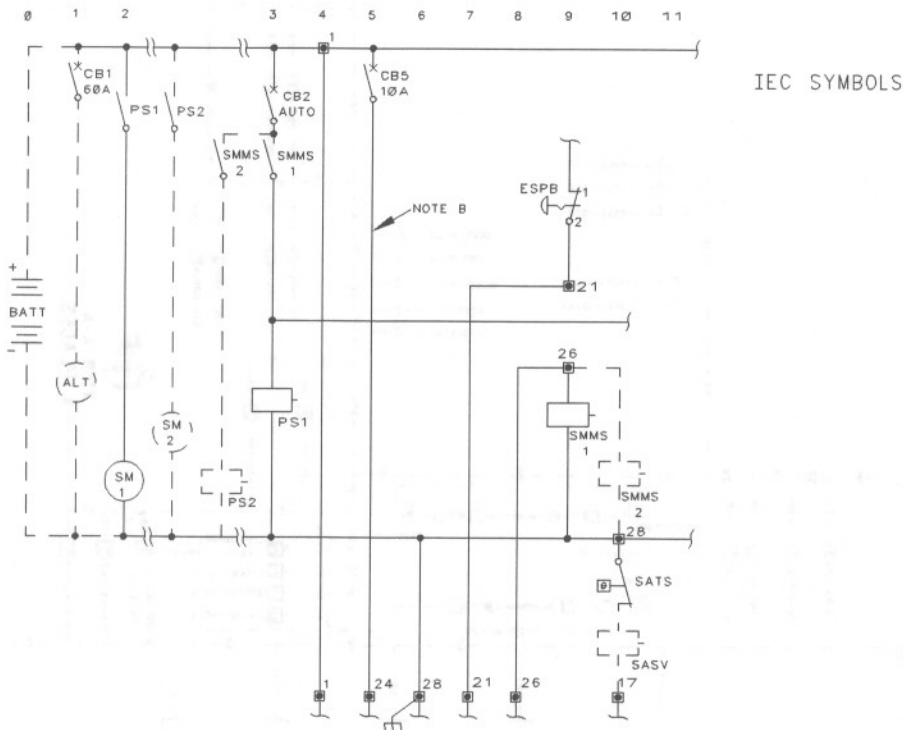 0 1 2 3 4 5 6 7 8 9 10 11
1
IEC SYMBOLS
CB1
60A
PS1
PS2
CB2
AUTO
CB5
10A
SMMS
2
SMMS
1
NOTE B
ESPB
1
2
21
+
BATT
-
26
ALT
PS1
SMMS
1
SM
2
SM
1
PS2
SMMS
2
28
SATS
SASV
1
24
28
21
26
17